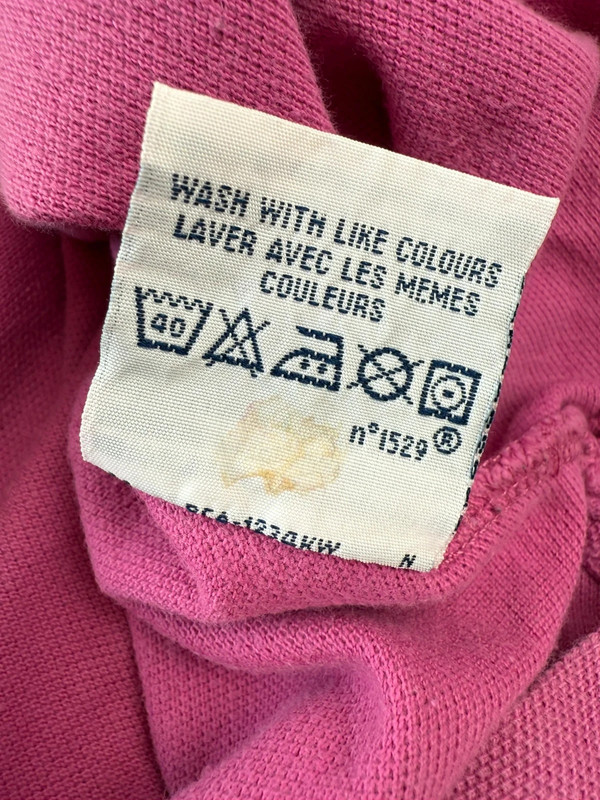 WASH WITH LIKE COLOURS
LAVER AVEC LES MEMES
COULEURS
40
n°1529®
N